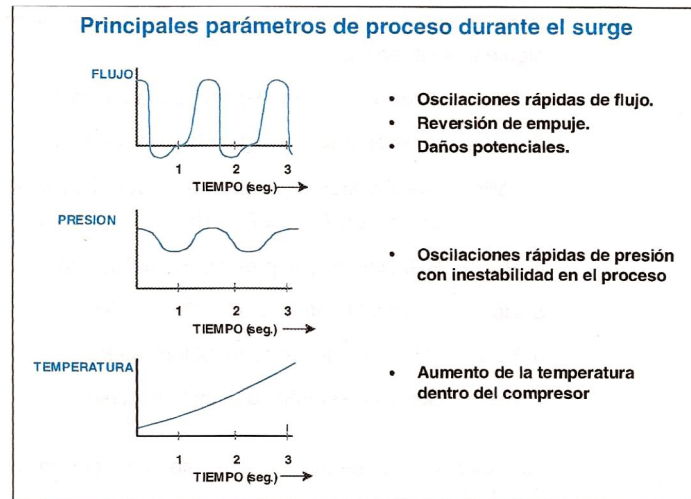 Principales parámetros de proceso durante el surge
FLUJO
1 2 3
TIEMPO (seg.)
• Oscilaciones rápidas de flujo.
• Reversión de empuje.
• Daños potenciales.
PRESION
1 2 3
TIEMPO (seg.)
• Oscilaciones rápidas de presión
con inestabilidad en el proceso
TEMPERATURA
1 2 3
TIEMPO (seg.)
• Aumento de la temperatura
dentro del compresor